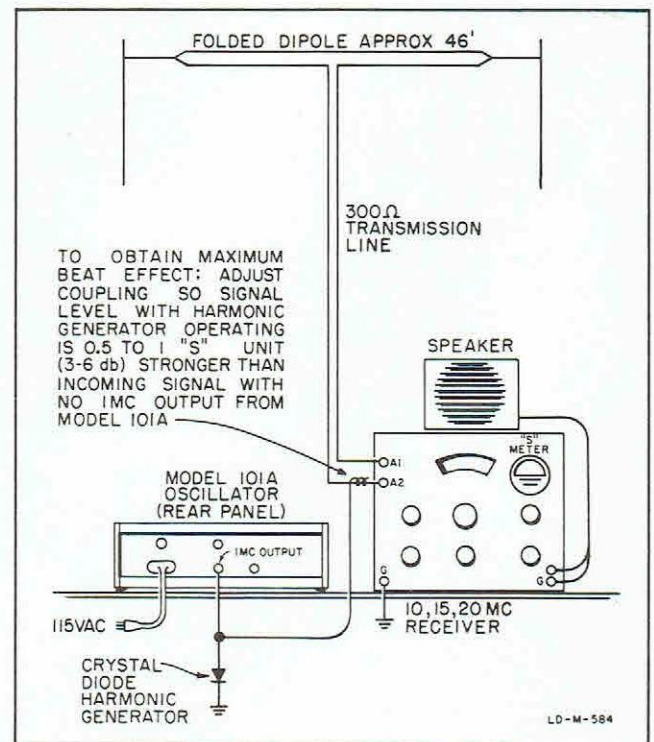 FOLDED DIPOLE APPROX 46'
300Ω
TRANSMISSION
LINE
TO OBTAIN MAXIMUM
BEAT EFFECT: ADJUST
COUPLING SO SIGNAL
LEVEL WITH HARMONIC
GENERATOR OPERATING
IS 0.5 TO 1 "S" UNIT
(3-6 db) STRONGER THAN
INCOMING SIGNAL WITH
NO 1MC OUTPUT FROM
MODEL 101A
SPEAKER
"S"
METER
A1
A2
MODEL 101A
OSCILLATOR
(REAR PANEL)
1MC OUTPUT
G
G
115VAC
10,15,20 MC
RECEIVER
CRYSTAL
DIODE
HARMONIC
GENERATOR
LD-M-584